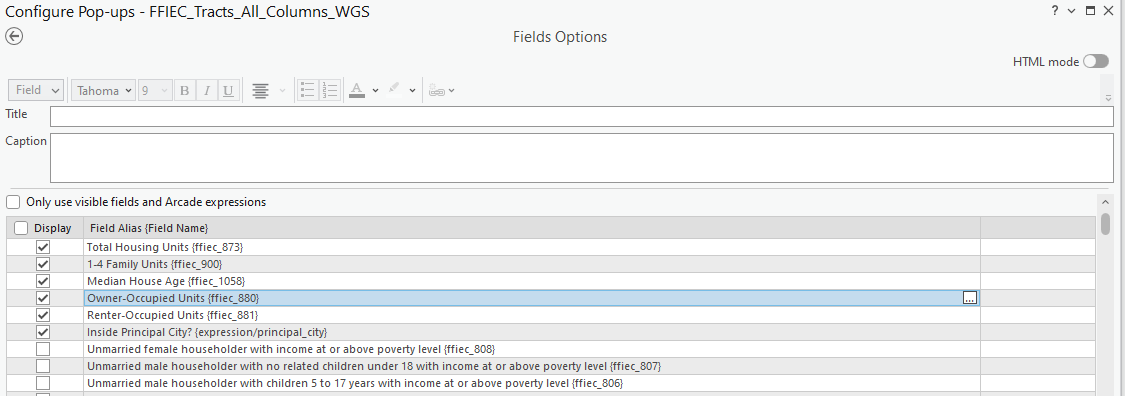 Configure Pop-ups - FFIEC_Tracts_All_Columns_WGS ?
Fields Options
HTML mode
Field Tahoma 9 B I U A
Title
Caption
Only use visible fields and Arcade expressions
Display Field Alias {Field Name}
Total Housing Units {ffiec_873}
1-4 Family Units {ffiec_900}
Median House Age {ffiec_1058}
Owner-Occupied Units {ffiec_880} ...
Renter-Occupied Units {ffiec_881}
Inside Principal City? {expression/principal_city}
Unmarried female householder with income at or above poverty level {ffiec_808}
Unmarried male householder with no related children under 18 with income at or above poverty level {ffiec_807}
Unmarried male householder with children 5 to 17 years with income at or above poverty level {ffiec_806}